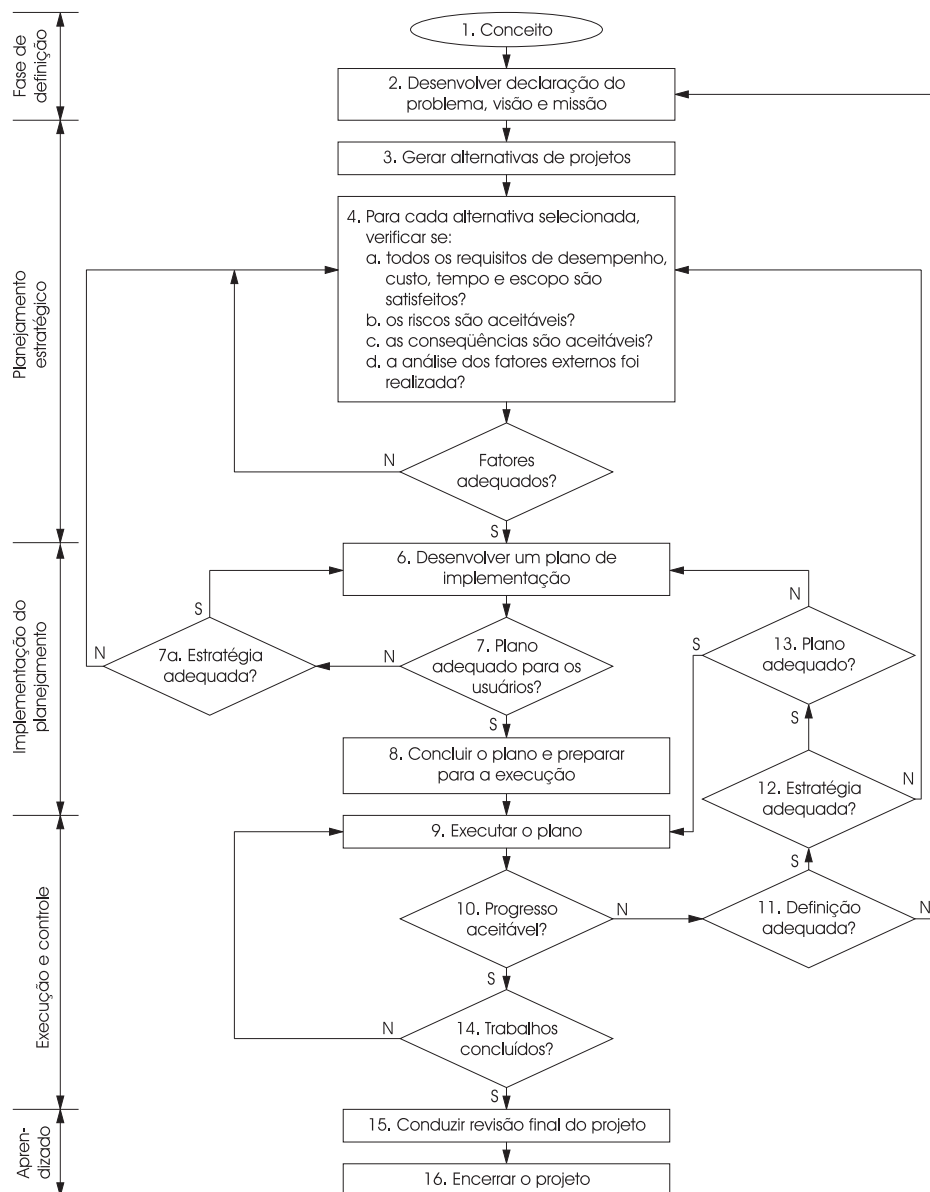 Fase de
definição
1. Conceito
2. Desenvolver declaração do
problema, visão e missão
Planejamento
estratégico
3. Gerar alternativas de projetos
4. Para cada alternativa selecionada,
verificar se:
a. todos os requisitos de desempenho,
custo, tempo e escopo são
satisfeitos?
b. os riscos são aceitáveis?
c. as conseqüências são aceitáveis?
d. a análise dos fatores externos foi
realizada?
N
Fatores
adequados?
S
Implementação do
planejamento
6. Desenvolver um plano de
implementação
S
N
N
7a. Estratégia
adequada?
N
7. Plano
adequado para os
usuários?
S
S
13. Plano
adequado?
S
8. Concluir o plano e preparar
para a execução
12. Estratégia
adequada?
N
Execução e controle
9. Executar o plano
S
10. Progresso
aceitável?
N
11. Definição
adequada?
N
S
N
14. Trabalhos
concluídos?
S
Apren-
dizado
15. Conduzir revisão final do projeto
16. Encerrar o projeto